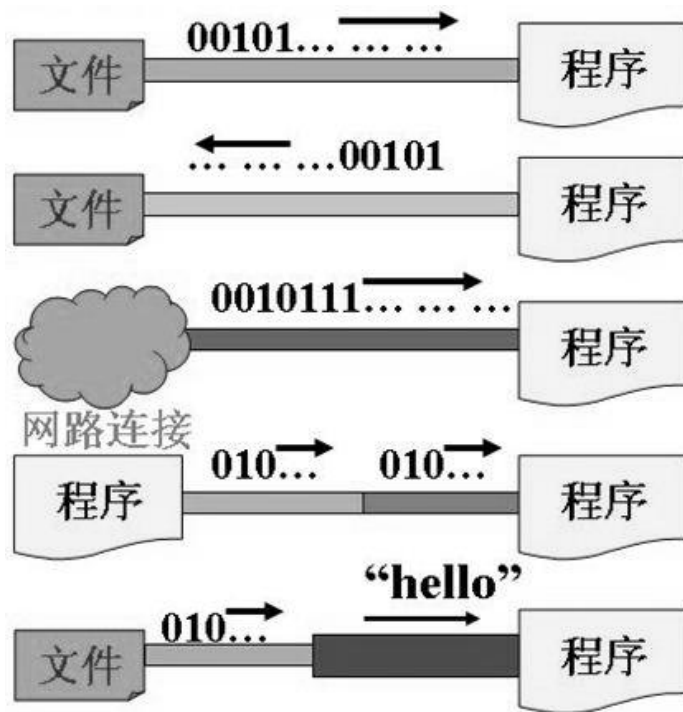 00101... ... ...
文件 程序
... ... ...00101
文件 程序
0010111... ... ...
程序
网路连接
010... 010...
程序 程序
“hello”
010...
文件 程序